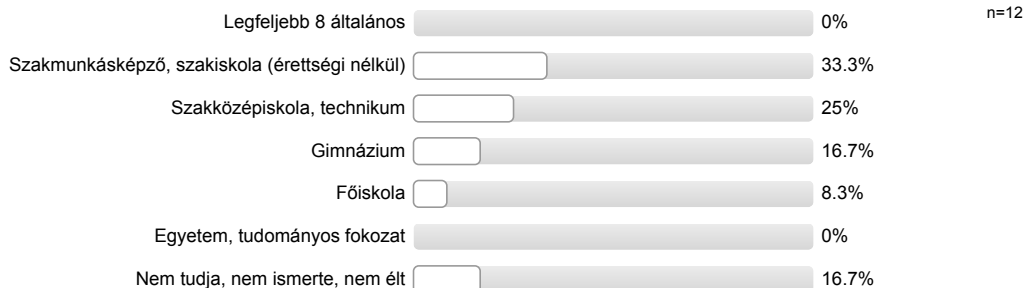 Legfeljebb 8 általános 0% n=12
Szakmunkásképző, szakiskola (érettségi nélkül) 33.3%
Szakközépiskola, technikum 25%
Gimnázium 16.7%
Főiskola 8.3%
Egyetem, tudományos fokozat 0%
Nem tudja, nem ismerte, nem élt 16.7%